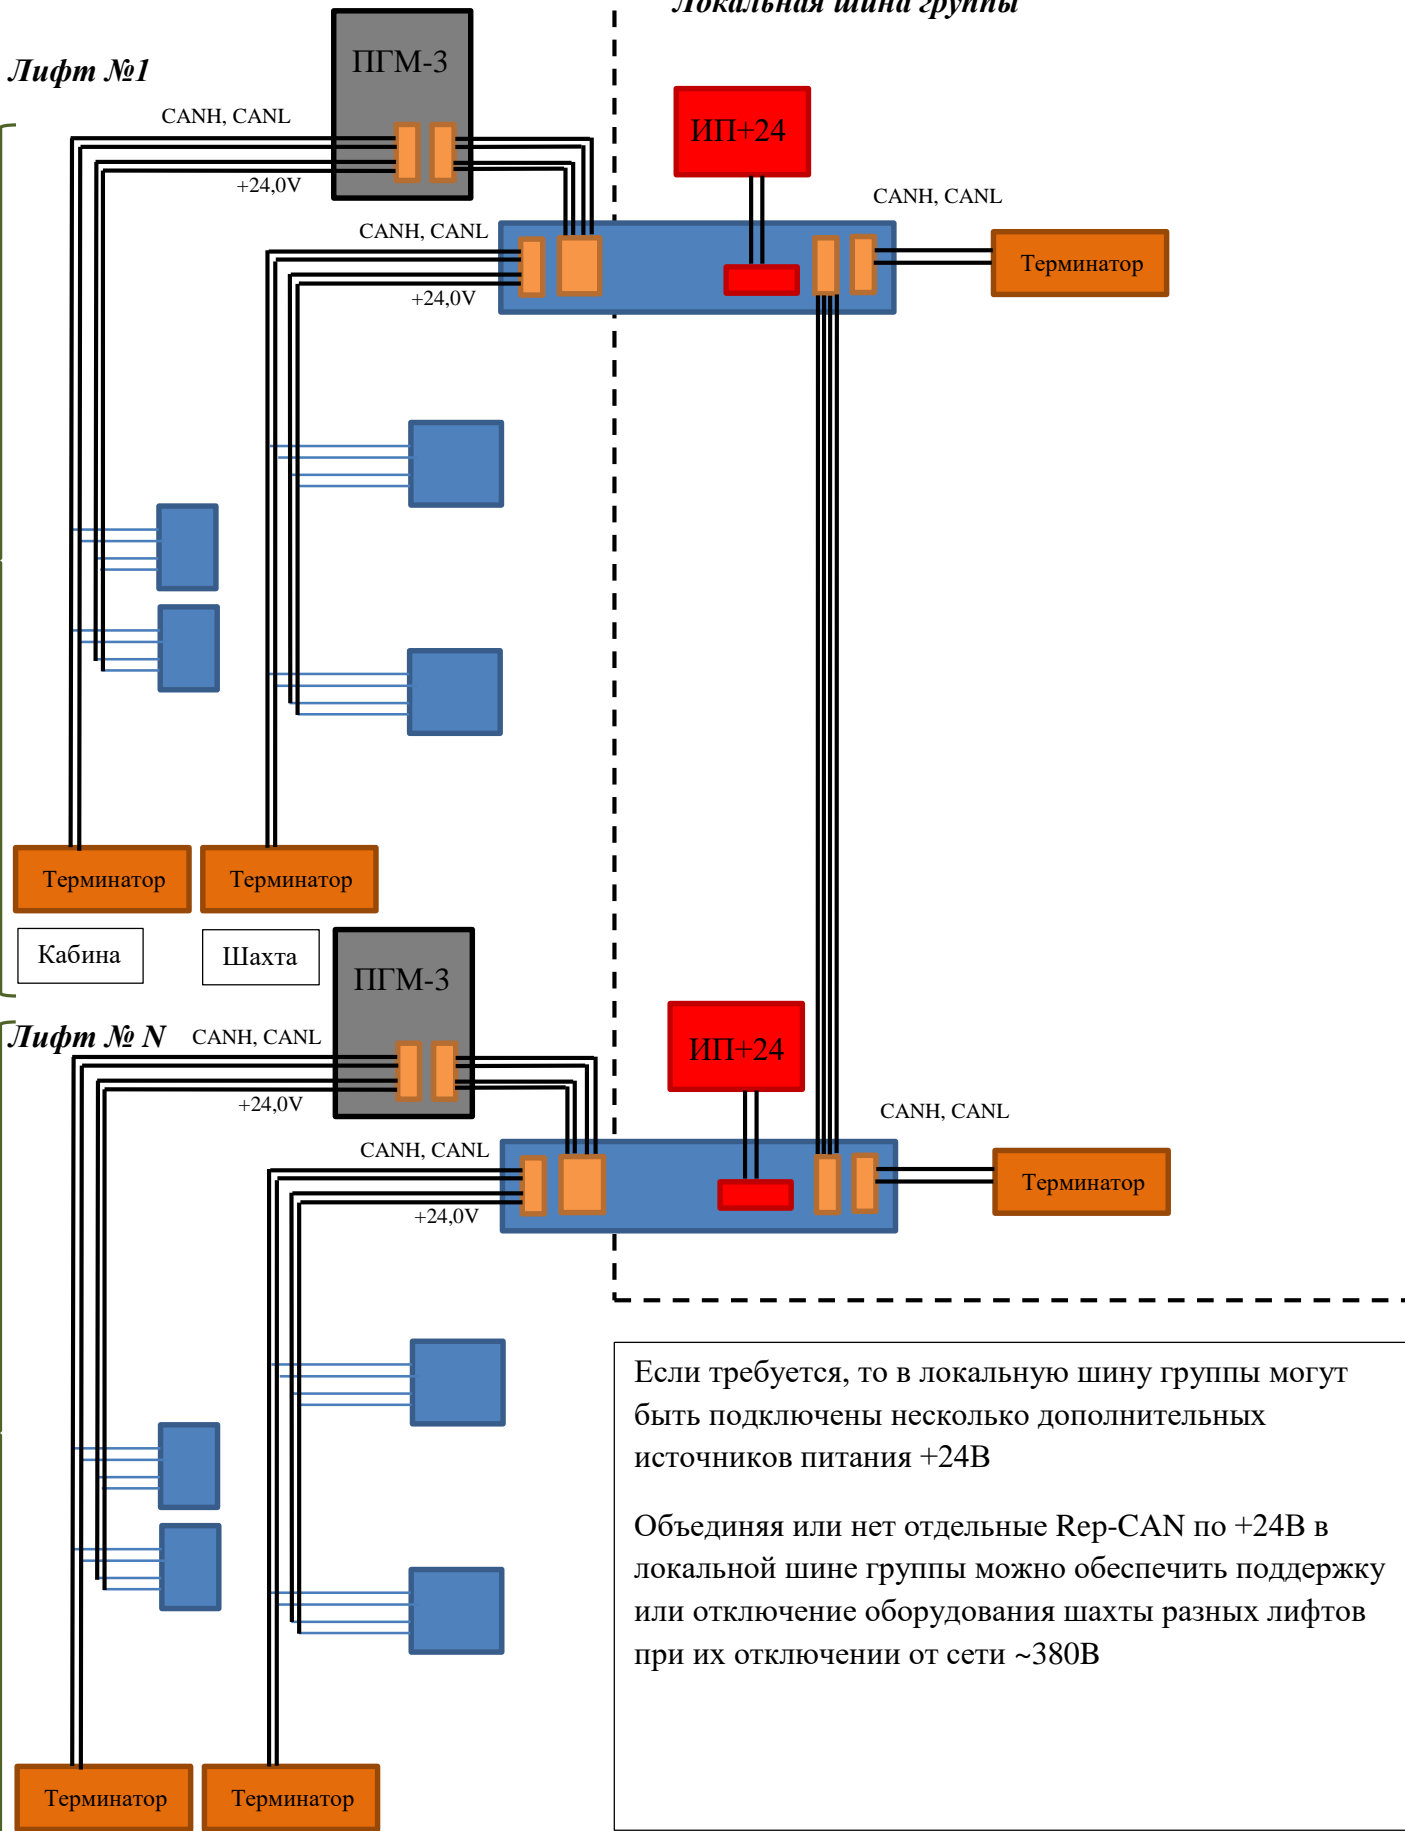 Локальная шина группы
Лифт №1
ПГМ-3
CANH, CANL
+24,0V
ИП+24
CANH, CANL
CANH, CANL
+24,0V
Терминатор
Терминатор
Терминатор
Кабина
Шахта
ПГМ-3
Лифт № N
CANH, CANL
+24,0V
ИП+24
CANH, CANL
CANH, CANL
+24,0V
Терминатор
Если требуется, то в локальную шину группы могут
быть подключены несколько дополнительных
источников питания +24В
Объединяя или нет отдельные Rep-CAN по +24В в
локальной шине группы можно обеспечить поддержку
или отключение оборудования шахты разных лифтов
при их отключении от сети ~380В
Терминатор
Терминатор